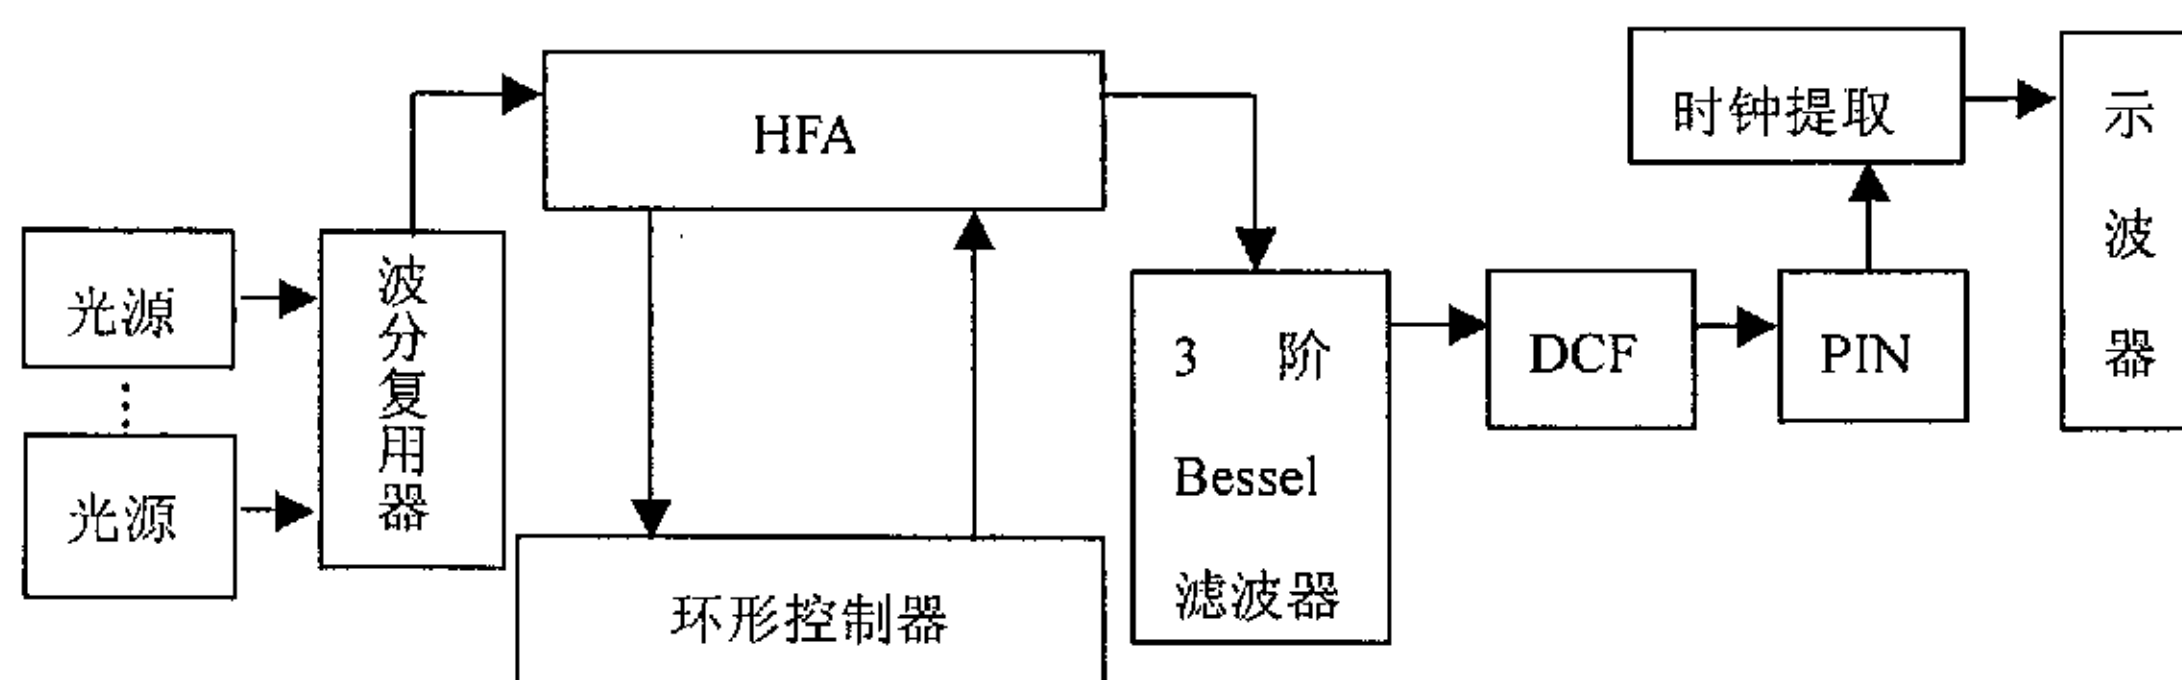 光源
光源
波分复用器
HFA
环形控制器
3 阶
Bessel
滤波器
DCF
PIN
时钟提取
示波器